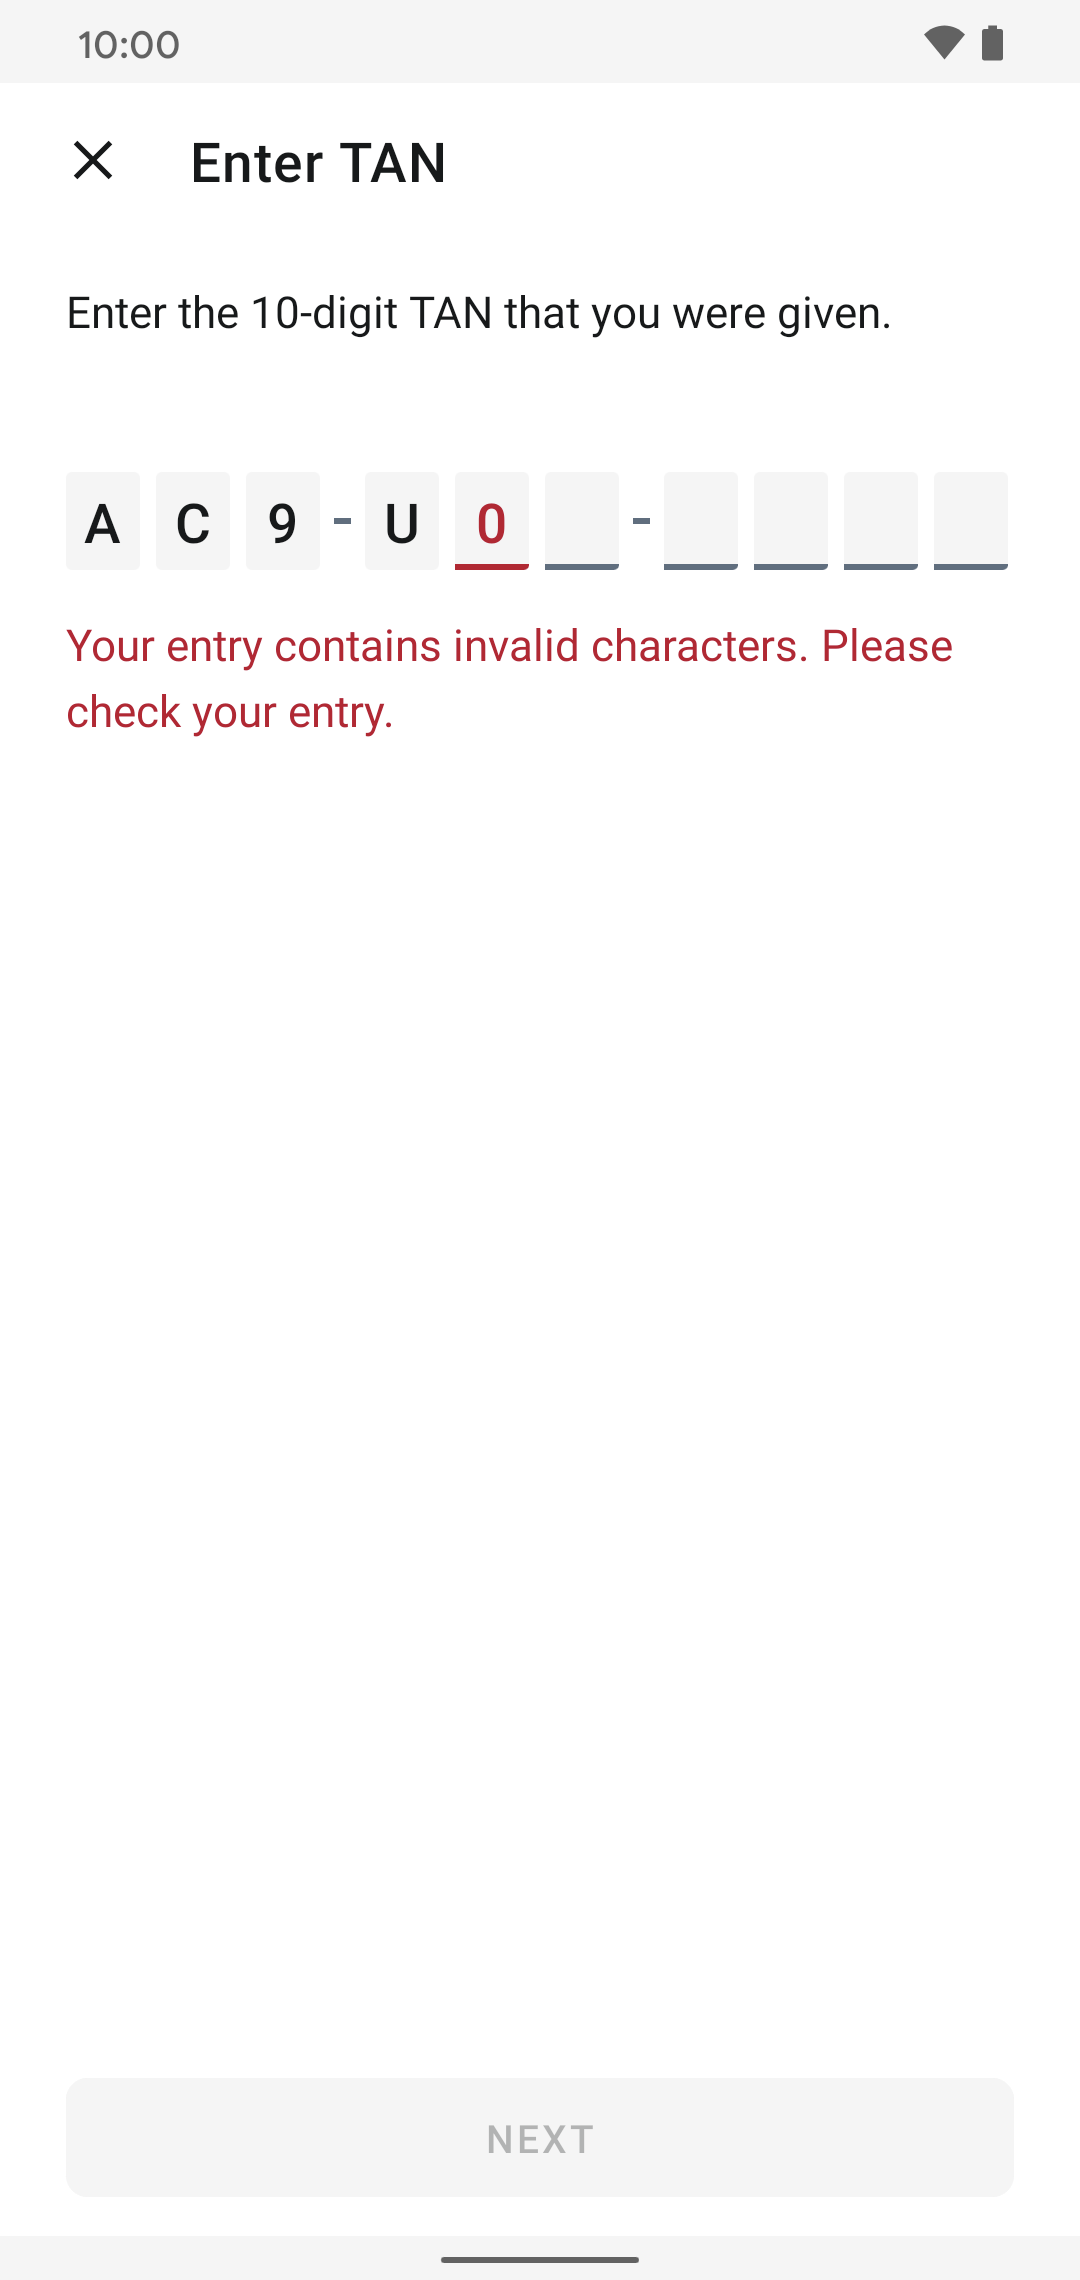 10:00
Enter TAN
Enter the 10-digit TAN that you were given.
A C 9 - U 0 -
Your entry contains invalid characters. Please
check your entry.
NEXT